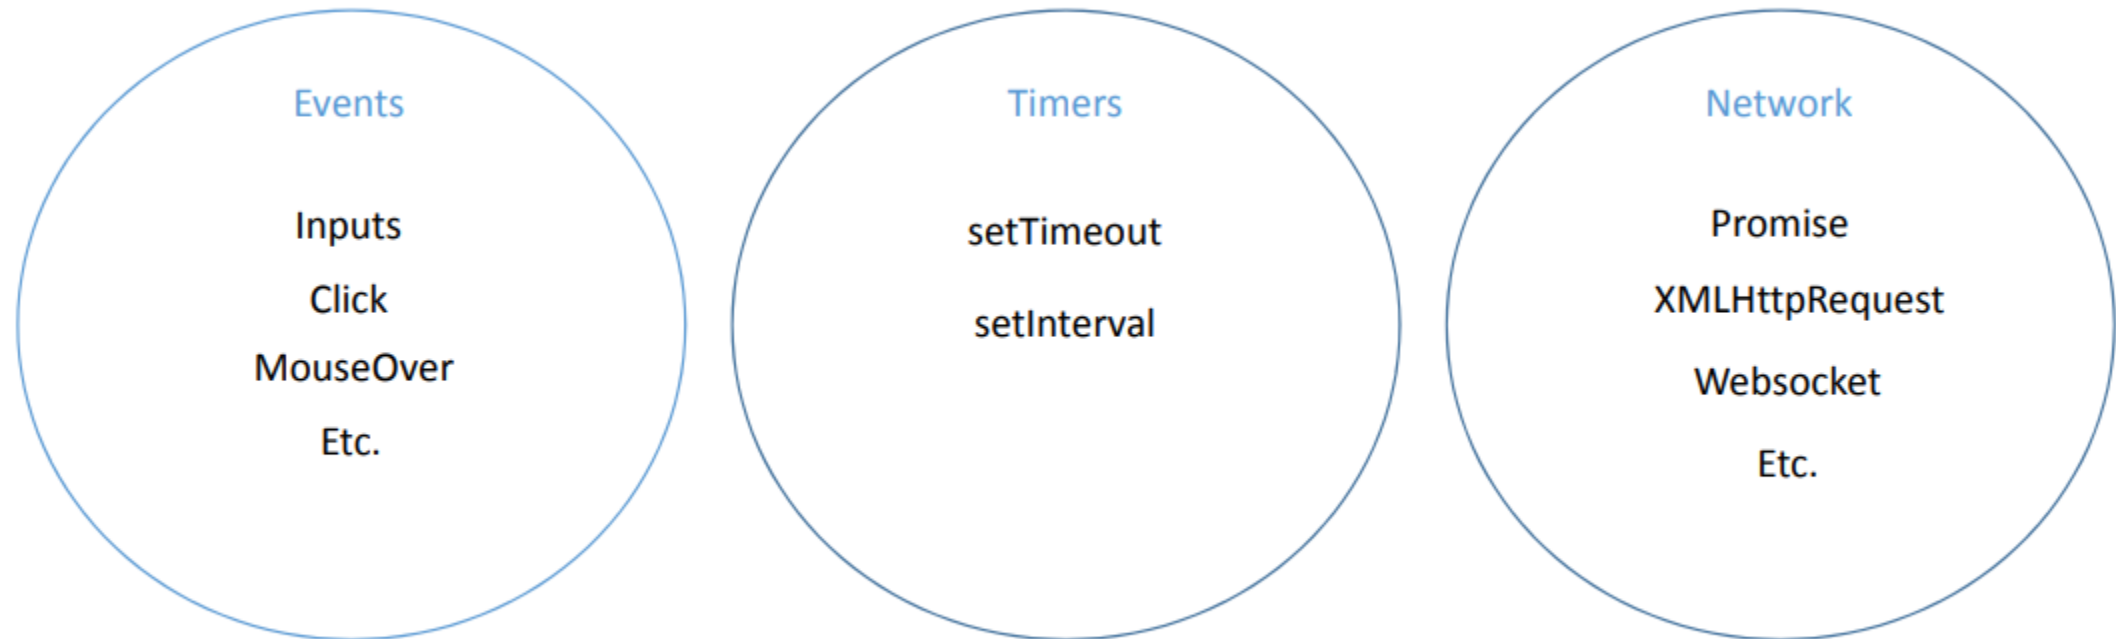 Events
Inputs
Click
MouseOver
Etc.
Timers
setTimeout
setInterval
Network
Promise
XMLHttpRequest
Websocket
Etc.